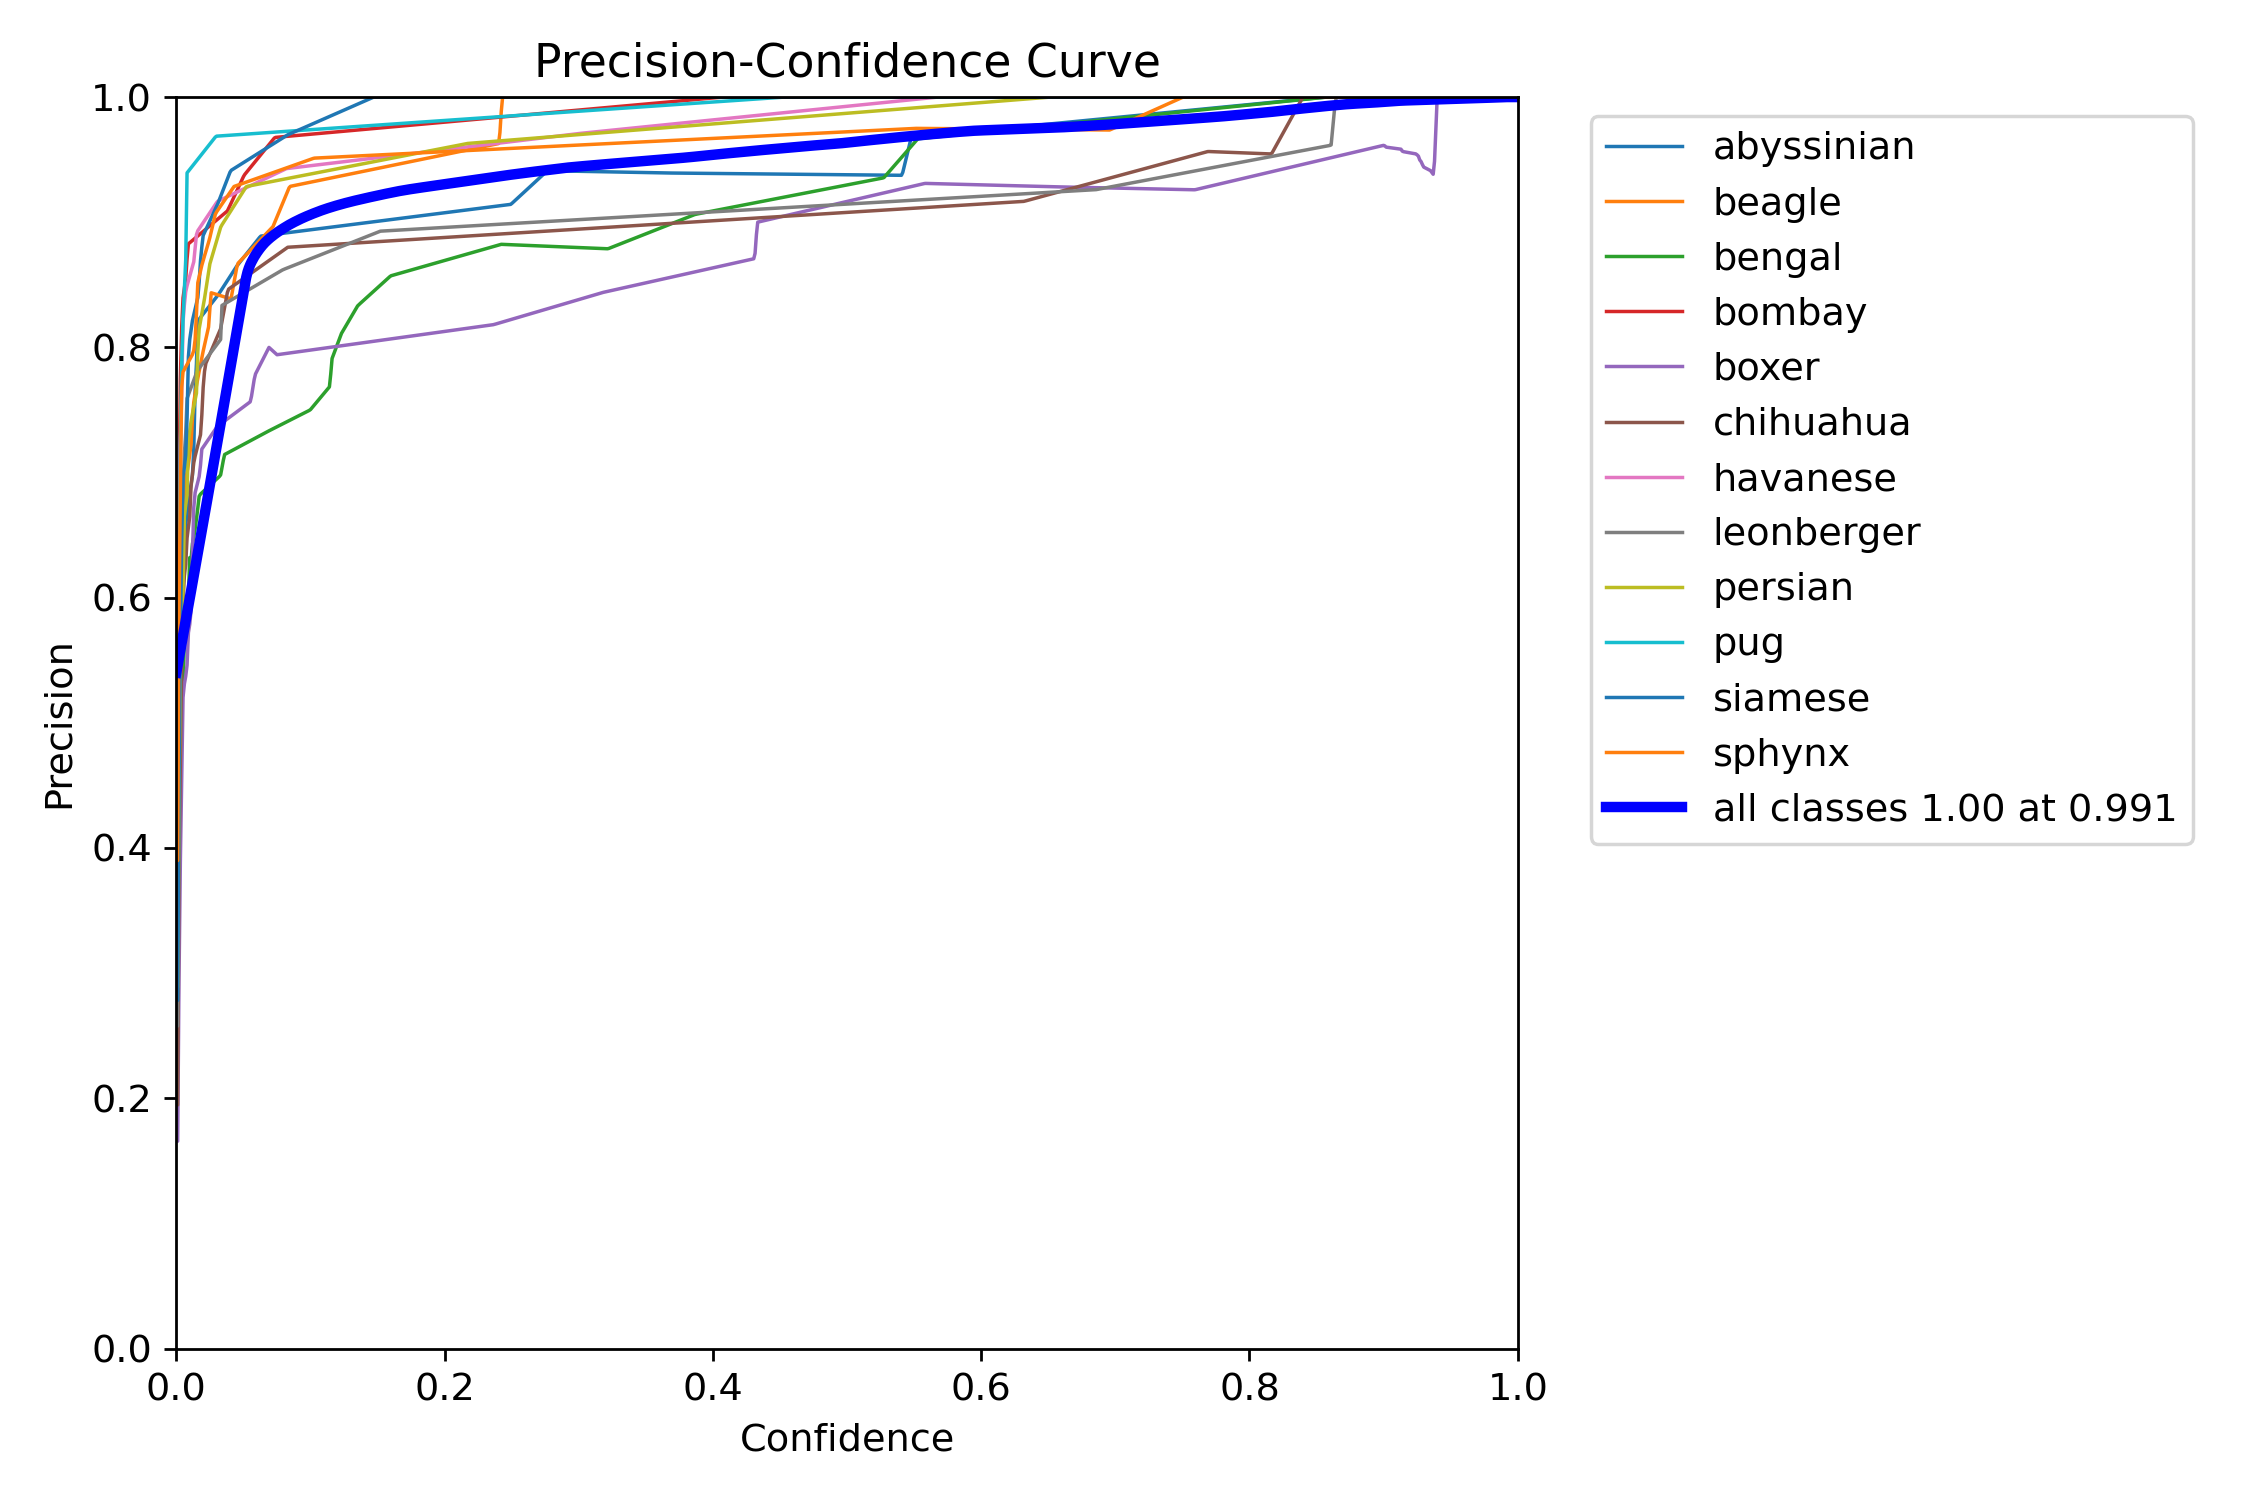 Precision-Confidence Curve
1.0
0.8
0.6
0.4
0.2
0.0
Precision
0.0 0.2 0.4 0.6 0.8 1.0
Confidence
abyssinian
beagle
bengal
bombay
boxer
chihuahua
havanese
leonberger
persian
pug
siamese
sphynx
all classes 1.00 at 0.991